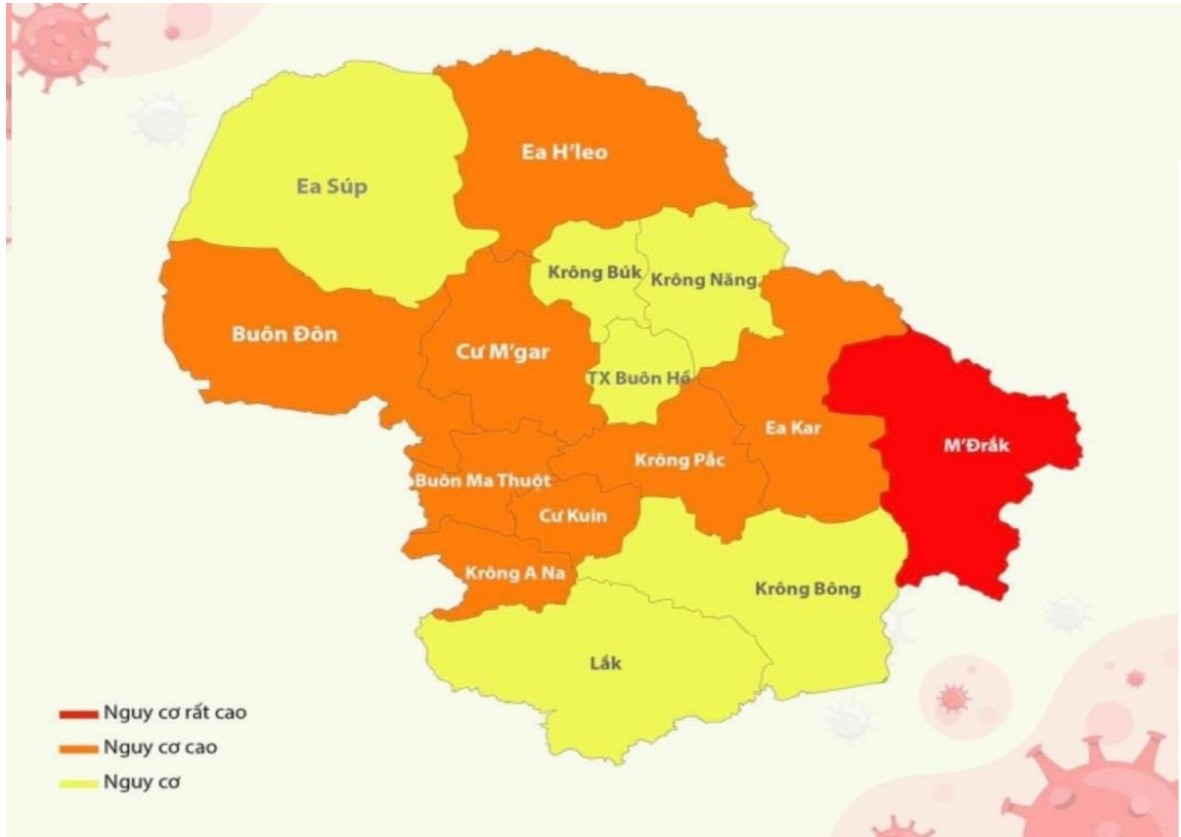 Ea H'leo
Ea Súp
Krông Búk
Krông Năng
Buôn Đôn
Cư M'gar
TX Buôn Hồ
Ea Kar
M'Đrắk
Krông Pắc
Buôn Ma Thuột
Cư Kuin
Krông A Na
Krông Bông
Lắk
Nguy cơ rất cao
Nguy cơ cao
Nguy cơ